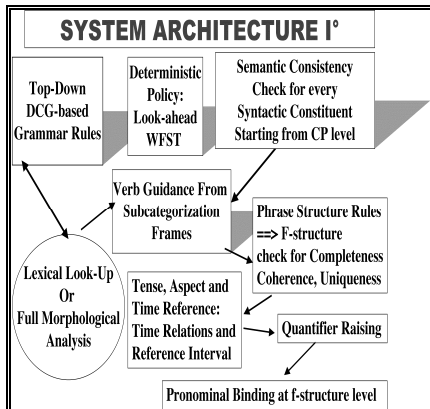 SYSTEM ARCHITECTURE I°
Top-Down
DCG-based
Grammar Rules
Deterministic
Policy:
Look-ahead
WFST
Semantic Consistency
Check for every
Syntactic Constituent
Starting from CP level
Verb Guidance From
Subcategorization
Frames
Phrase Structure Rules
==> F-structure
check for Completeness
Coherence, Uniqueness
Lexical Look-Up
Or
Full Morphological
Analysis
Tense, Aspect and
Time Reference:
Time Relations and
Reference Interval
Quantifier Raising
Pronominal Binding at f-structure level